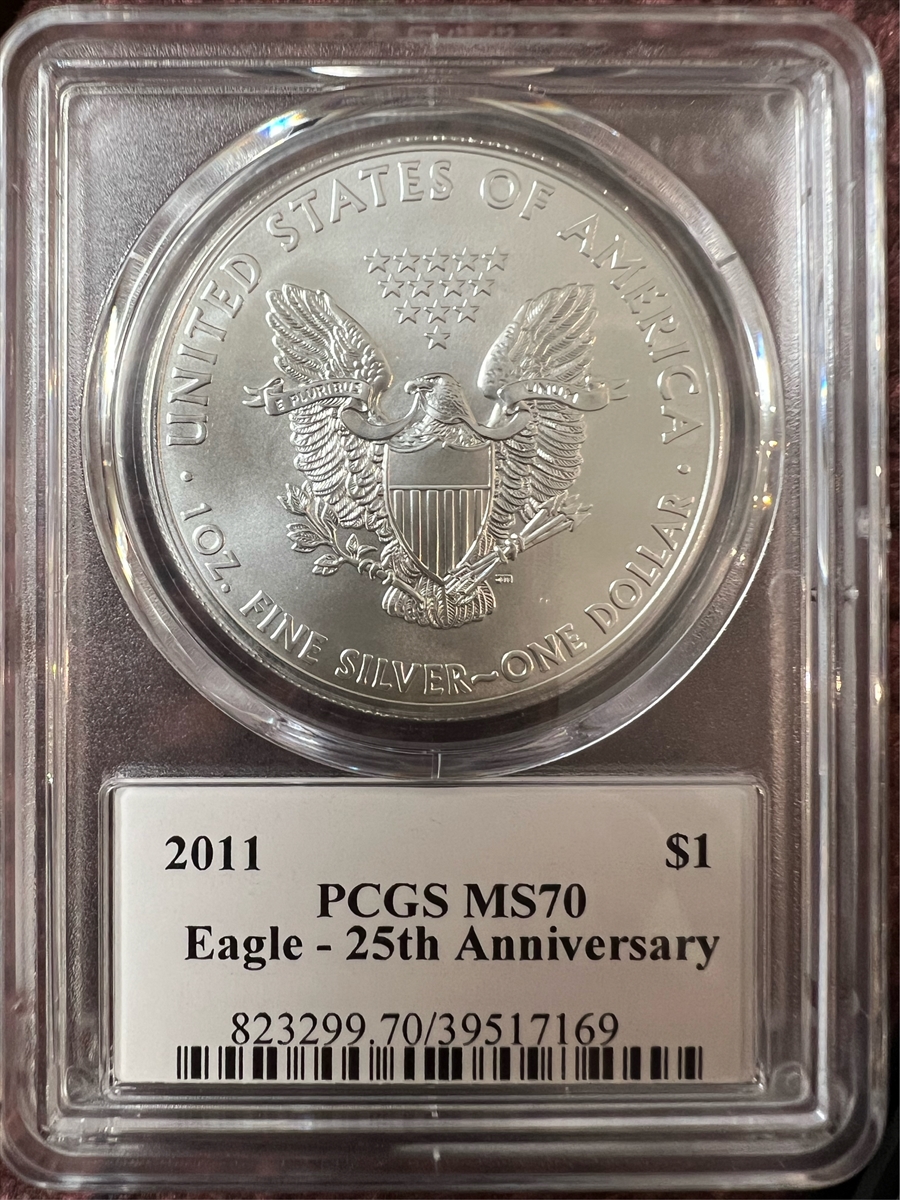 UNITED STATES OF AMERICA
E PLURIBUS UNUM
· 1 OZ. FINE SILVER~ONE DOLLAR ·
2011 $1
PCGS MS70
Eagle - 25th Anniversary
823299.70/39517169